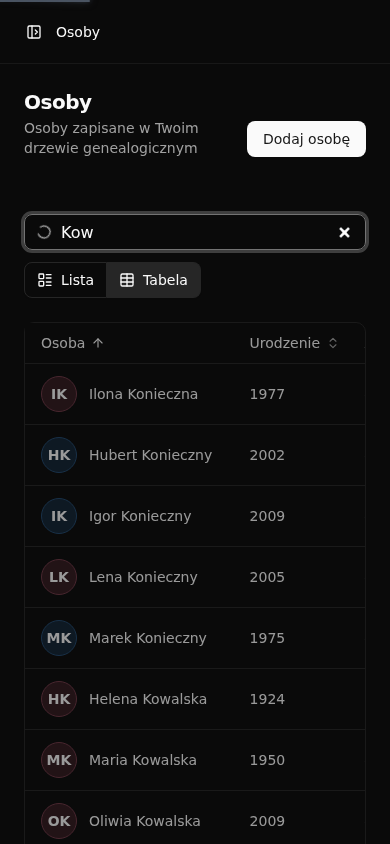 Osoby
Osoby
Osoby zapisane w Twoim
drzewie genealogicznym
Dodaj osobę
Kow
Lista
Tabela
Osoba
Urodzenie
IK Ilona Konieczna 1977
HK Hubert Konieczny 2002
IK Igor Konieczny 2009
LK Lena Konieczny 2005
MK Marek Konieczny 1975
HK Helena Kowalska 1924
MK Maria Kowalska 1950
OK Oliwia Kowalska 2009